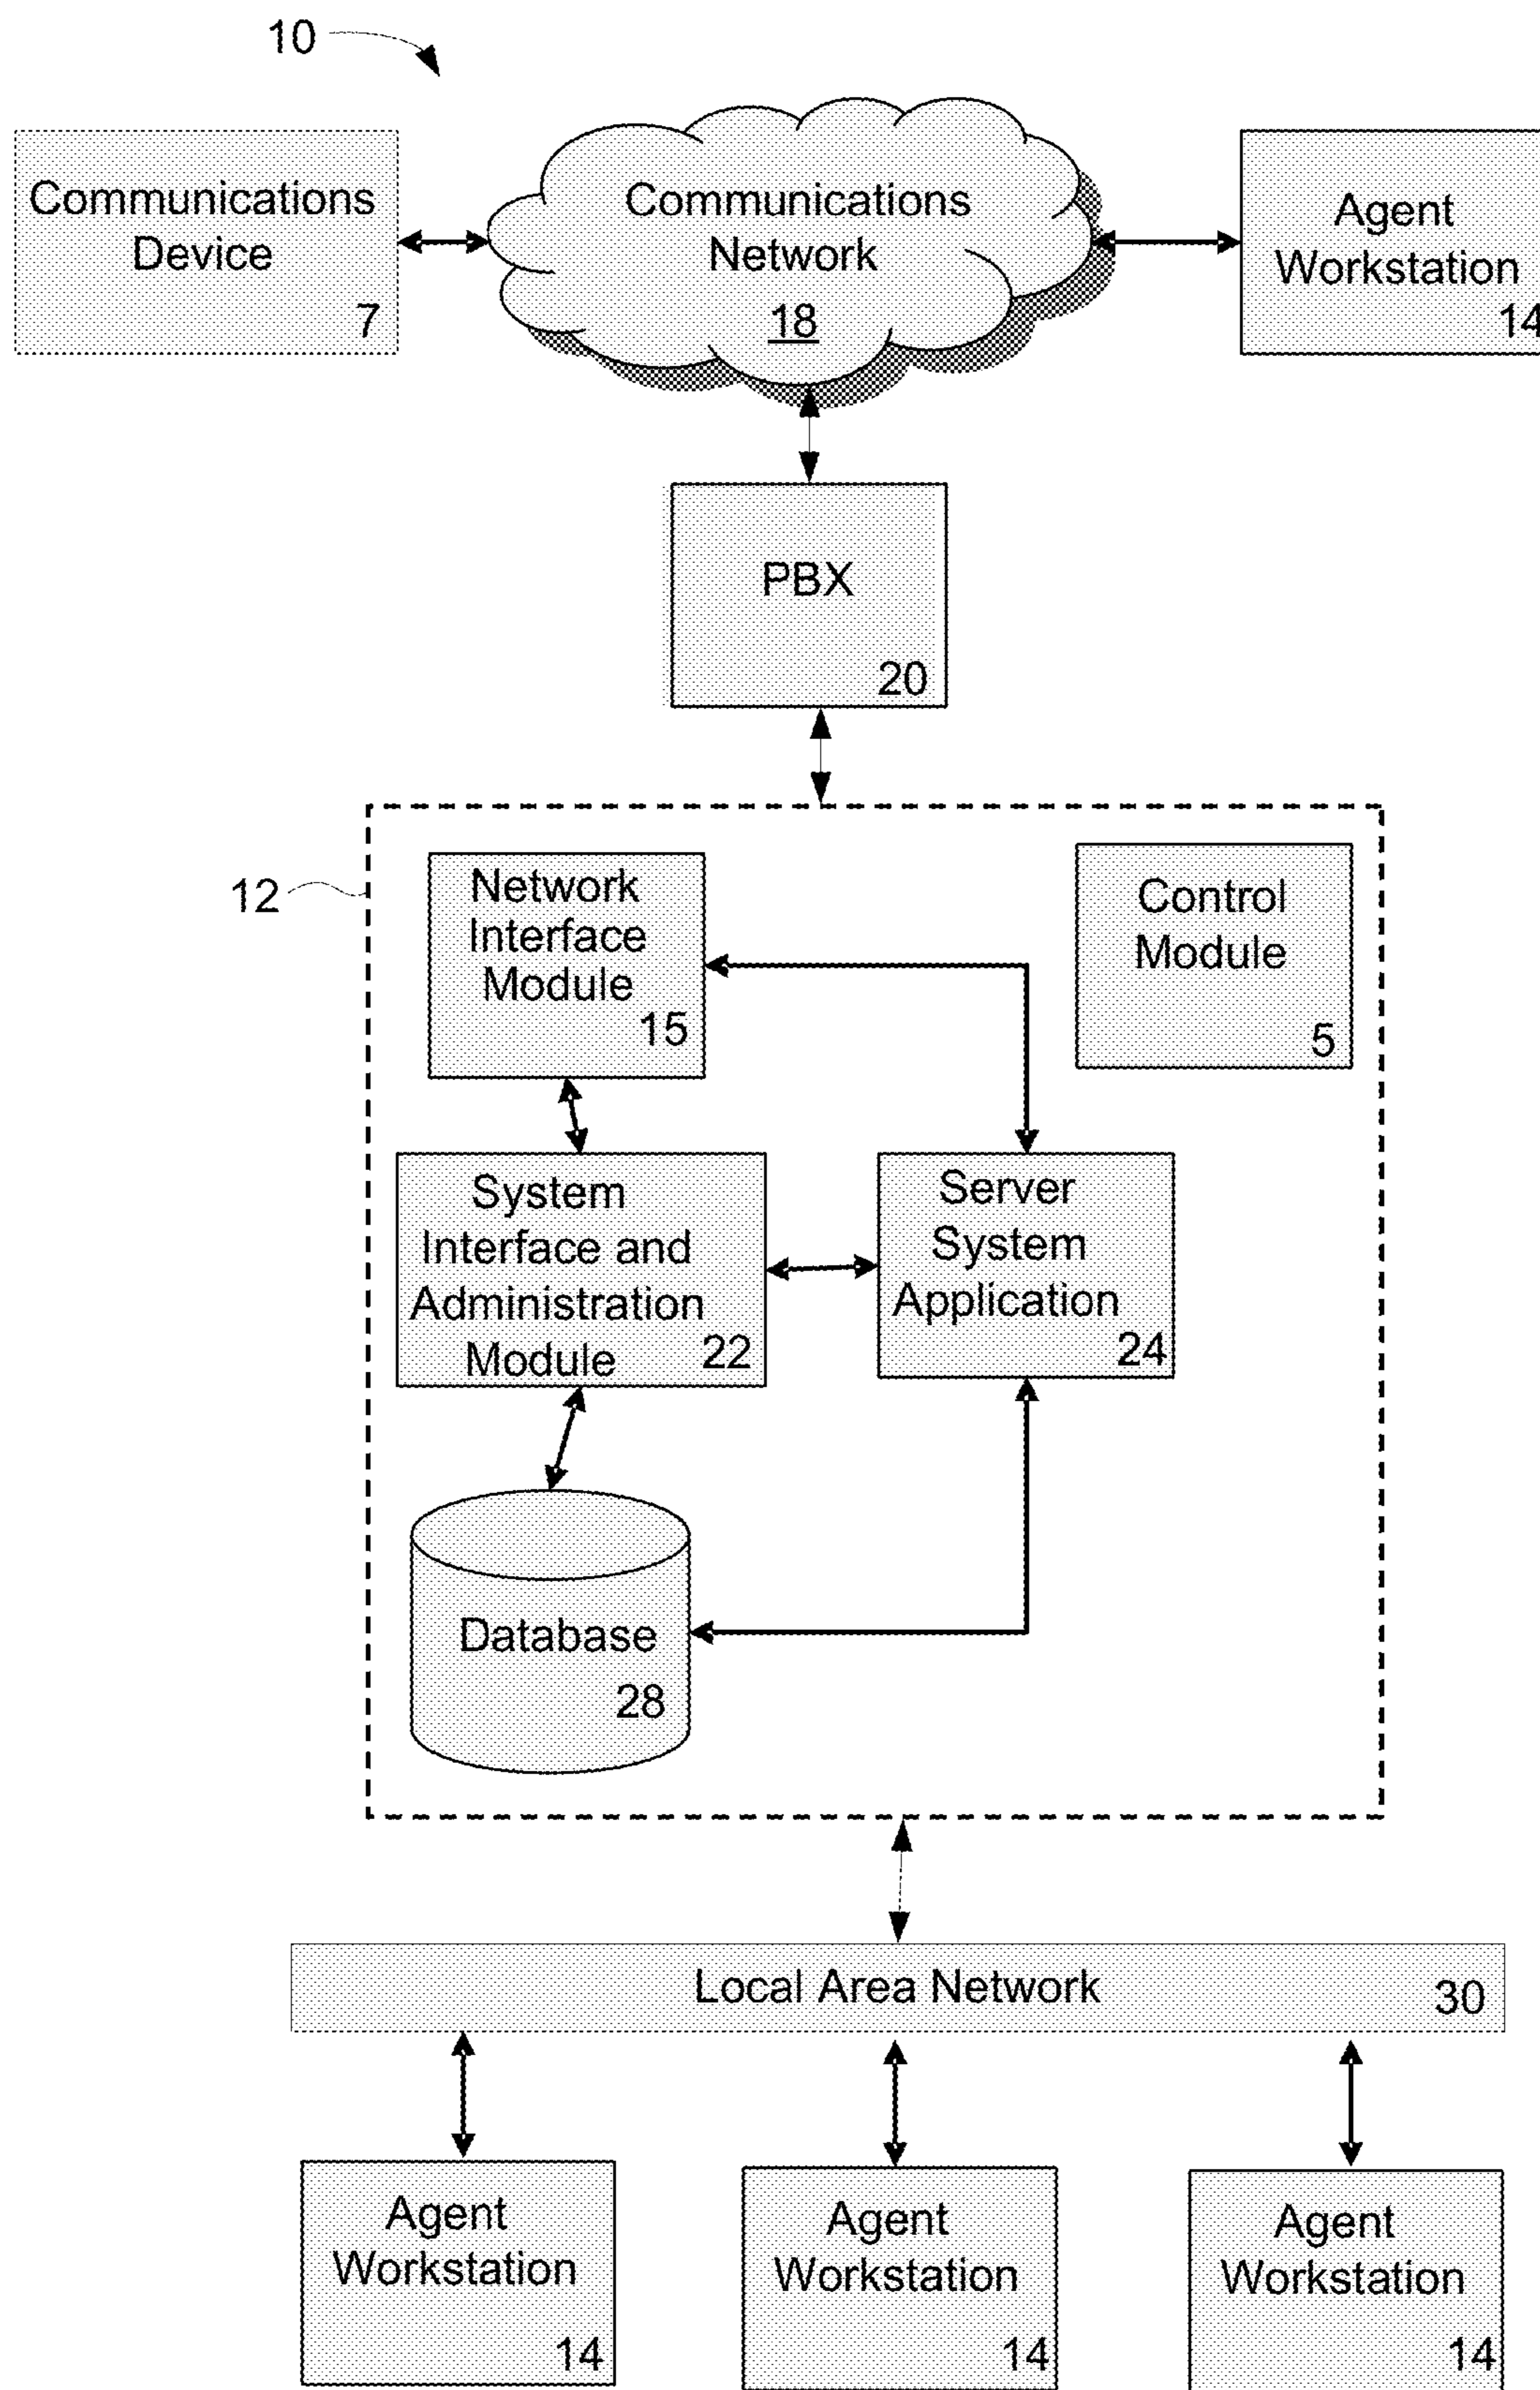 10
Communications
Device
7
Communications
Network
18
Agent
Workstation
14
PBX
20
12
Network
Interface
Module
15
Control
Module
5
System
Interface and
Administration
Module
22
Server
System
Application
24
Database
28
Local Area Network
30
Agent
Workstation
14
Agent
Workstation
14
Agent
Workstation
14